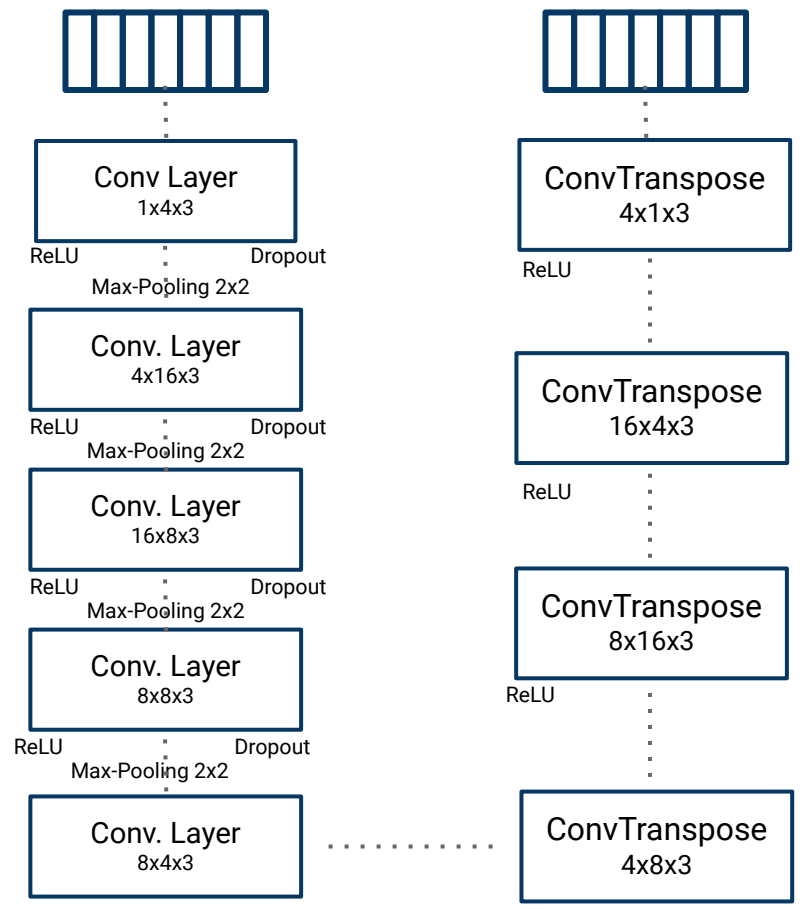 Conv Layer
1x4x3
ReLU
Dropout
Max-Pooling 2x2
Conv. Layer
4x16x3
ReLU
Dropout
Max-Pooling 2x2
Conv. Layer
16x8x3
ReLU
Dropout
Max-Pooling 2x2
Conv. Layer
8x8x3
ReLU
Dropout
Max-Pooling 2x2
Conv. Layer
8x4x3
ConvTranspose
4x1x3
ReLU
ConvTranspose
16x4x3
ReLU
ConvTranspose
8x16x3
ReLU
ConvTranspose
4x8x3